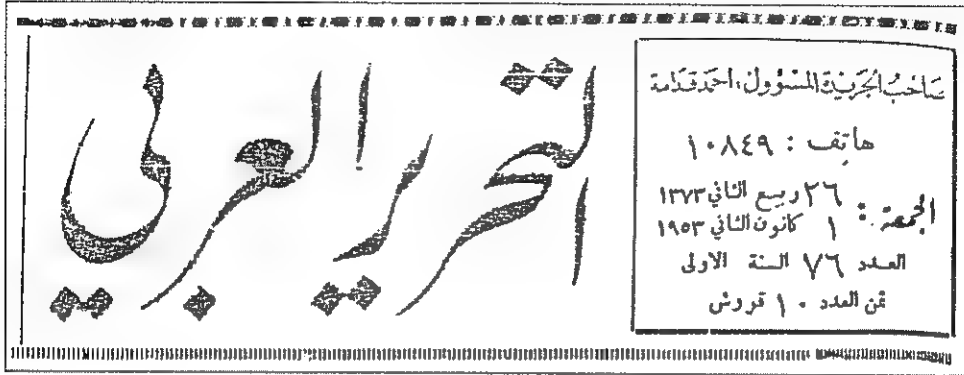 صاحب الجريدة المسؤول: احمد قدامة
هاتف : ١٠٨٤٩
الجمعة : ٢٦ ربيع الثاني ١٣٧٣
١ كانون الثاني ١٩٥٣
العدد ٧٦ السنة الاولى
ثمن العدد ١٠ قروش
التحرير العربي